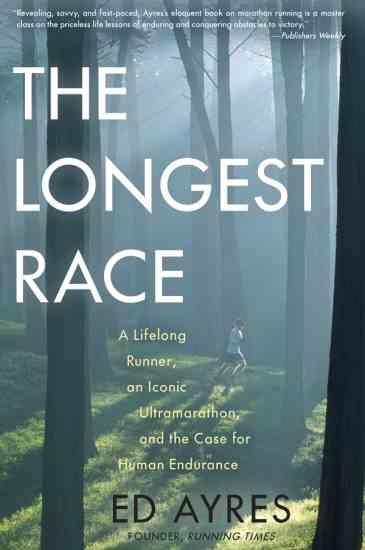 "Revealing, savvy, and fast-paced, Ayres's eloquent book on marathon running is a master
class on the priceless life lessons of enduring and conquering obstacles to victory."
—Publishers Weekly
THE
LONGEST
RACE
A Lifelong
Runner,
an Iconic
Ultramarathon,
and the Case for
Human Endurance
ED AYRES
FOUNDER, RUNNING TIMES